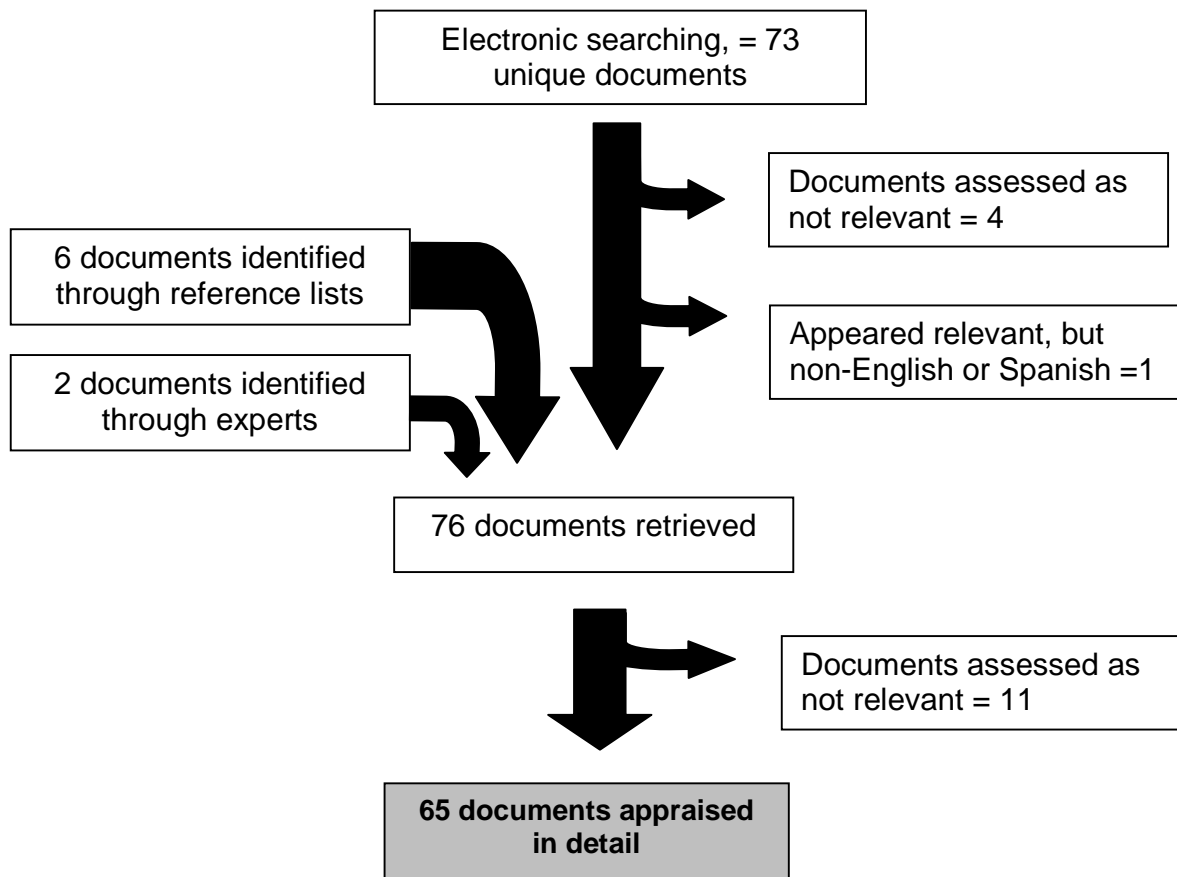 Electronic searching, = 73
unique documents
Documents assessed as
not relevant = 4
6 documents identified
through reference lists
Appeared relevant, but
non-English or Spanish =1
2 documents identified
through experts
76 documents retrieved
Documents assessed as
not relevant = 11
65 documents appraised
in detail